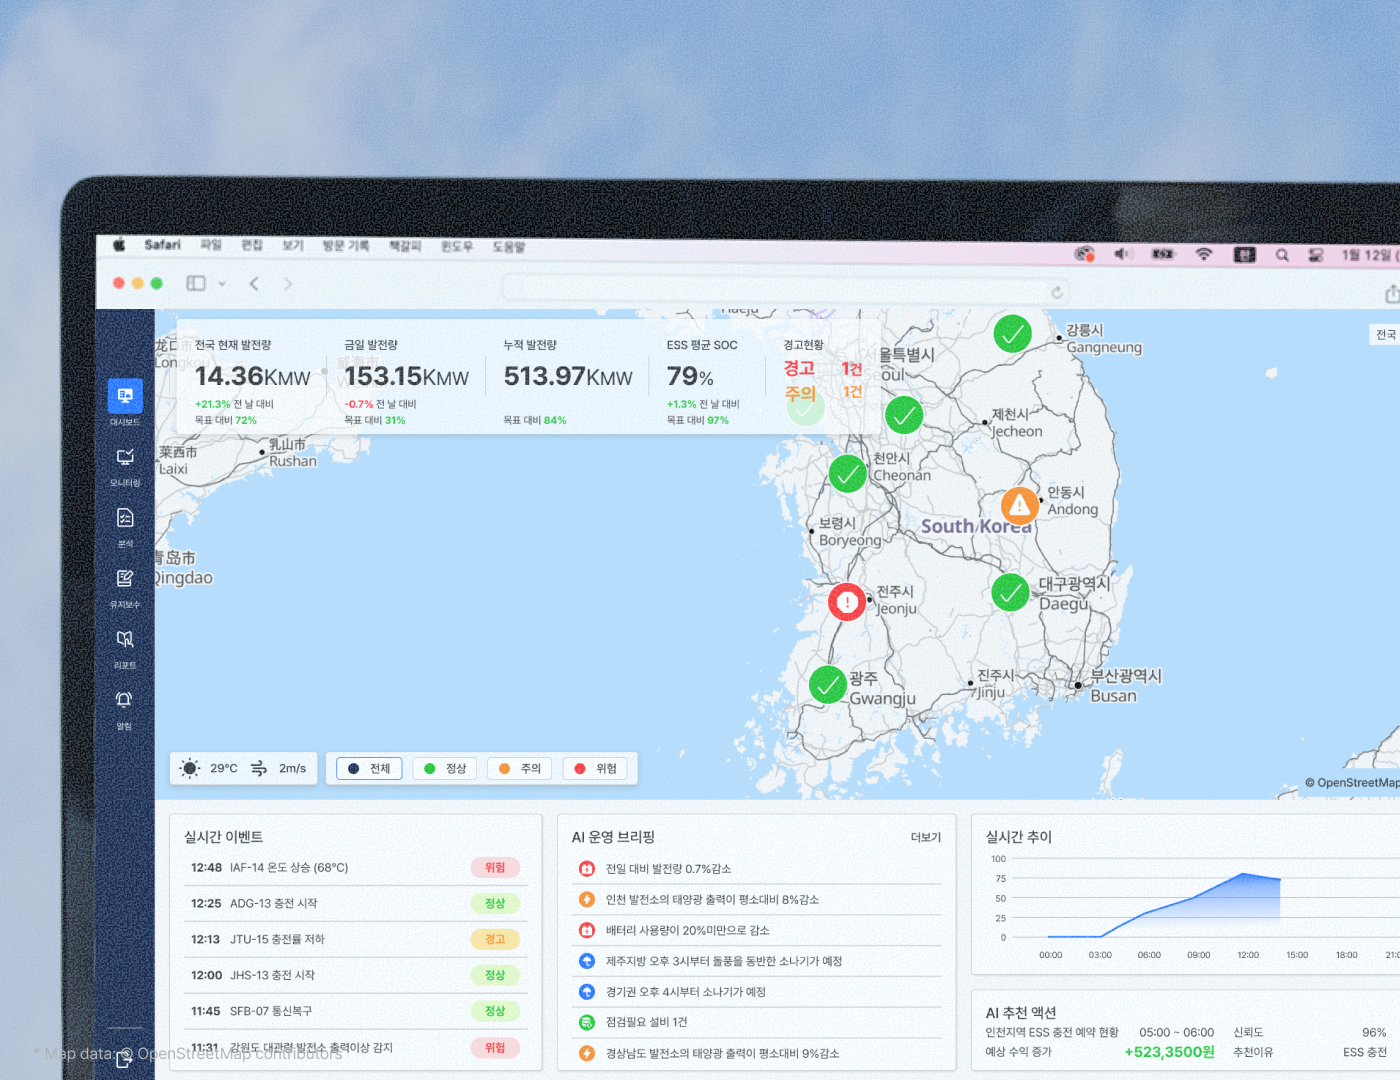 Safari 파일 편집 보기 방문 기록 책갈피 윈도우 도움말
한 1월 12일 (
Haeju
전국
龙口市
Longkou
威海市
강릉시
Gangneung
울특별시
eoul
전국 현재 발전량
14.36KMW
+21.3% 전 날 대비
목표 대비 72%
금일 발전량
153.15KMW
-0.7% 전 날 대비
목표 대비 31%
누적 발전량
513.97KMW
목표 대비 84%
ESS 평균 SOC
79%
+1.3% 전 날 대비
목표 대비 97%
경고현황
경고 1건
주의 1건
대시보드
모니터링
분석
유지보수
리포트
알림
莱西市
Laixi
乳山市
Rushan
青岛市
Qingdao
제천시
Jecheon
천안시
Cheonan
안동시
Andong
South Korea
보령시
Boryeong
전주시
Jeonju
대구광역시
Daegu
광주
Gwangju
진주시
Jinju
부산광역시
Busan
29°C 2m/s
전체 정상 주의 위험
© OpenStreetMap
실시간 이벤트
12:48 IAF-14 온도 상승 (68°C) 위험
12:25 ADG-13 충전 시작 정상
12:13 JTU-15 충전률 저하 경고
12:00 JHS-13 충전 시작 정상
11:45 SFB-07 통신복구 정상
11:31 강원도 대관령 발전소 출력이상 감지 위험
AI 운영 브리핑 더보기
전일 대비 발전량 0.7%감소
인천 발전소의 태양광 출력이 평소대비 8%감소
배터리 사용량이 20%미만으로 감소
제주지방 오후 3시부터 돌풍을 동반한 소나기가 예정
경기권 오후 4시부터 소나기가 예정
점검필요 설비 1건
경상남도 발전소의 태양광 출력이 평소대비 9%감소
실시간 추이
100
75
50
25
0
00:00 03:00 06:00 09:00 12:00 15:00 18:00 21:0
AI 추천 액션
인천지역 ESS 충전 예약 현황 05:00 ~ 06:00 신뢰도 96%
예상 수익 증가 +523,3500원 추천이유 ESS 충전
* Map data: © OpenStreetMap contributors